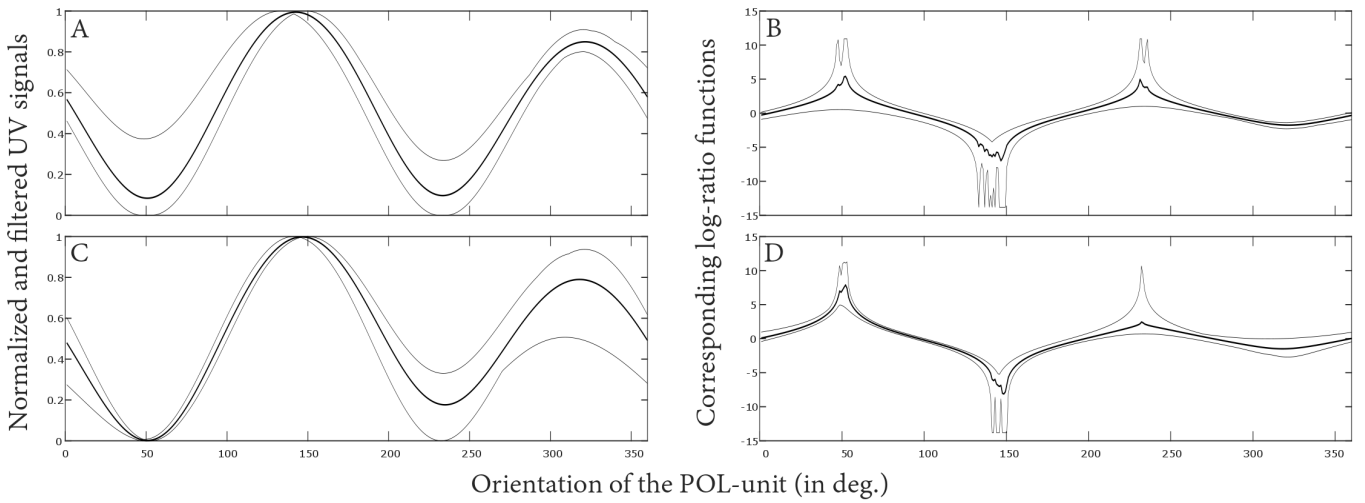 Normalized and filtered UV signals
A
1
0.8
0.6
0.4
0.2
0
C
1
0.8
0.6
0.4
0.2
0
0 50 100 150 200 250 300 350
Corresponding log-ratio functions
B
15
10
5
0
-5
-10
-15
D
15
10
5
0
-5
-10
-15
0 50 100 150 200 250 300 350
Orientation of the POL-unit (in deg.)